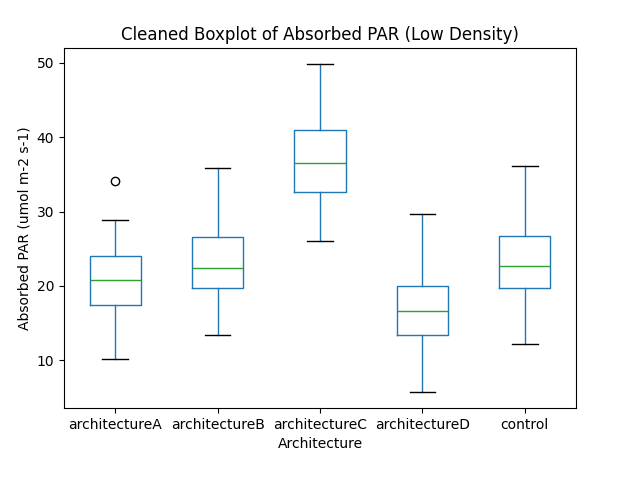 Cleaned Boxplot of Absorbed PAR (Low Density)
Absorbed PAR (umol m-2 s-1)
50
40
30
20
10
architectureA architectureB architectureC architectureD control
Architecture